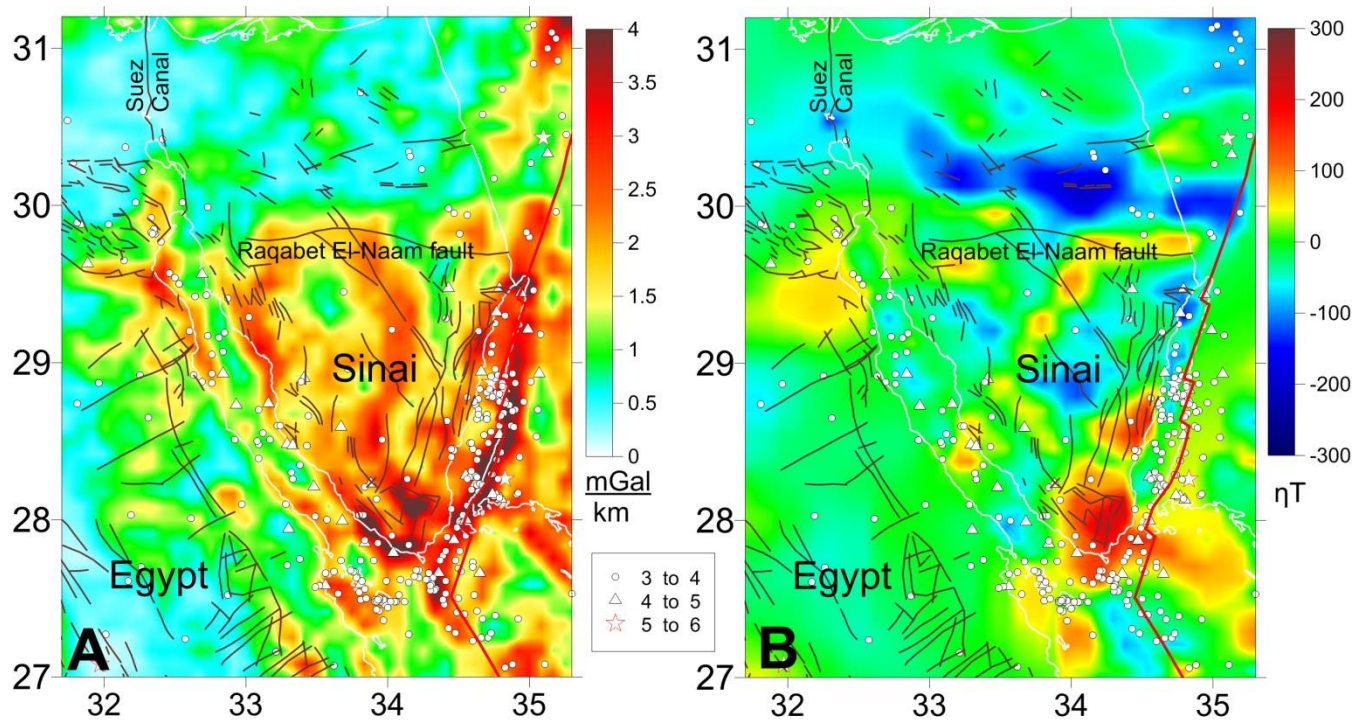 31
30
29
28
27
32
33
34
35
Suez
Canal
Raqabet El-Naam fault
Sinai
Egypt
A
4
3.5
3
2.5
2
1.5
1
0.5
0
mGal
km
3 to 4
4 to 5
5 to 6
31
30
29
28
27
32
33
34
35
Suez
Canal
Raqabet El-Naam fault
Sinai
Egypt
B
300
200
100
0
-100
-200
-300
ηT